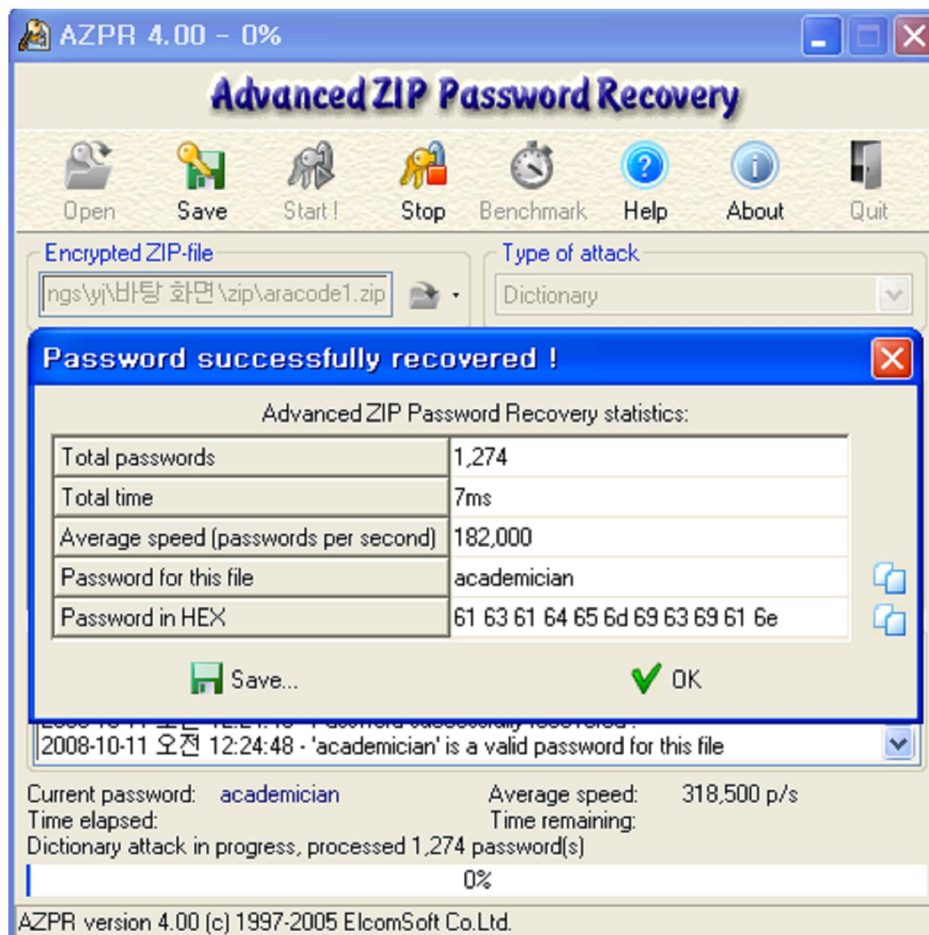 AZPR 4.00 - 0%
Advanced ZIP Password Recovery
Open Save Start ! Stop Benchmark Help About Quit
Encrypted ZIP-file Type of attack
ngs\yj\바탕 화면\zip\aracode1.zip Dictionary
Password successfully recovered !
Advanced ZIP Password Recovery statistics:
Total passwords 1,274
Total time 7ms
Average speed (passwords per second) 182,000
Password for this file academician
Password in HEX 61 63 61 64 65 6d 69 63 69 61 6e
Save... OK
2008-10-11 오전 12:24:48 - 'academician' is a valid password for this file
Current password: academician Average speed: 318,500 p/s
Time elapsed: Time remaining:
Dictionary attack in progress, processed 1,274 password(s)
0%
AZPR version 4.00 (c) 1997-2005 ElcomSoft Co.Ltd.